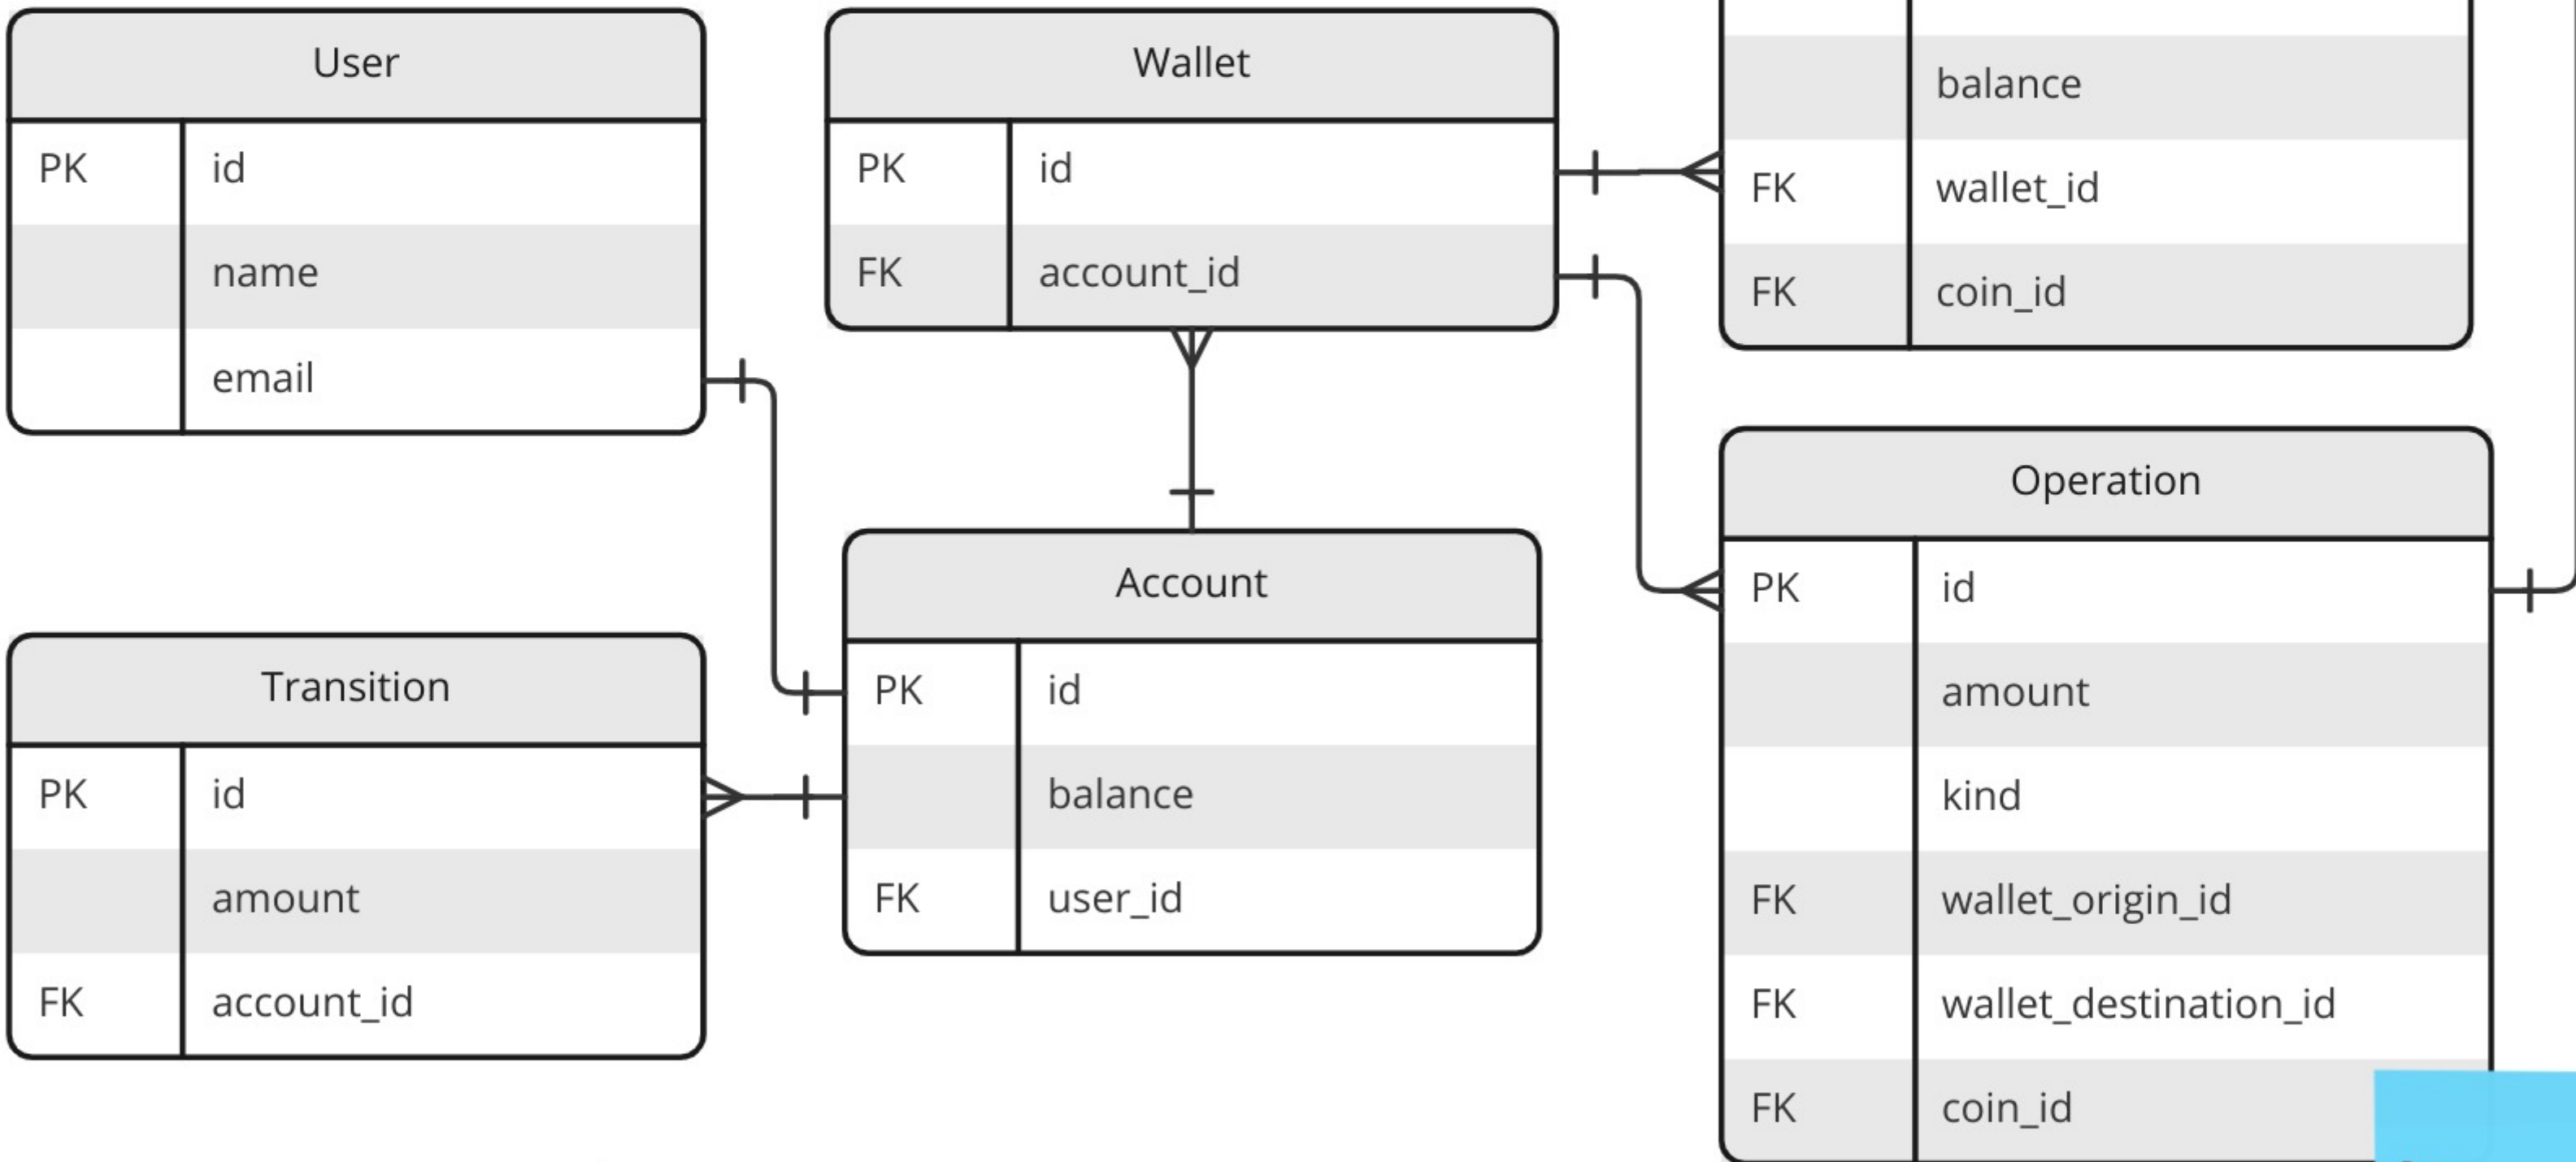 User
PK id
name
email
Wallet
PK id
FK account_id
balance
FK wallet_id
FK coin_id
Transition
PK id
amount
FK account_id
Account
PK id
balance
FK user_id
Operation
PK id
amount
kind
FK wallet_origin_id
FK wallet_destination_id
FK coin_id